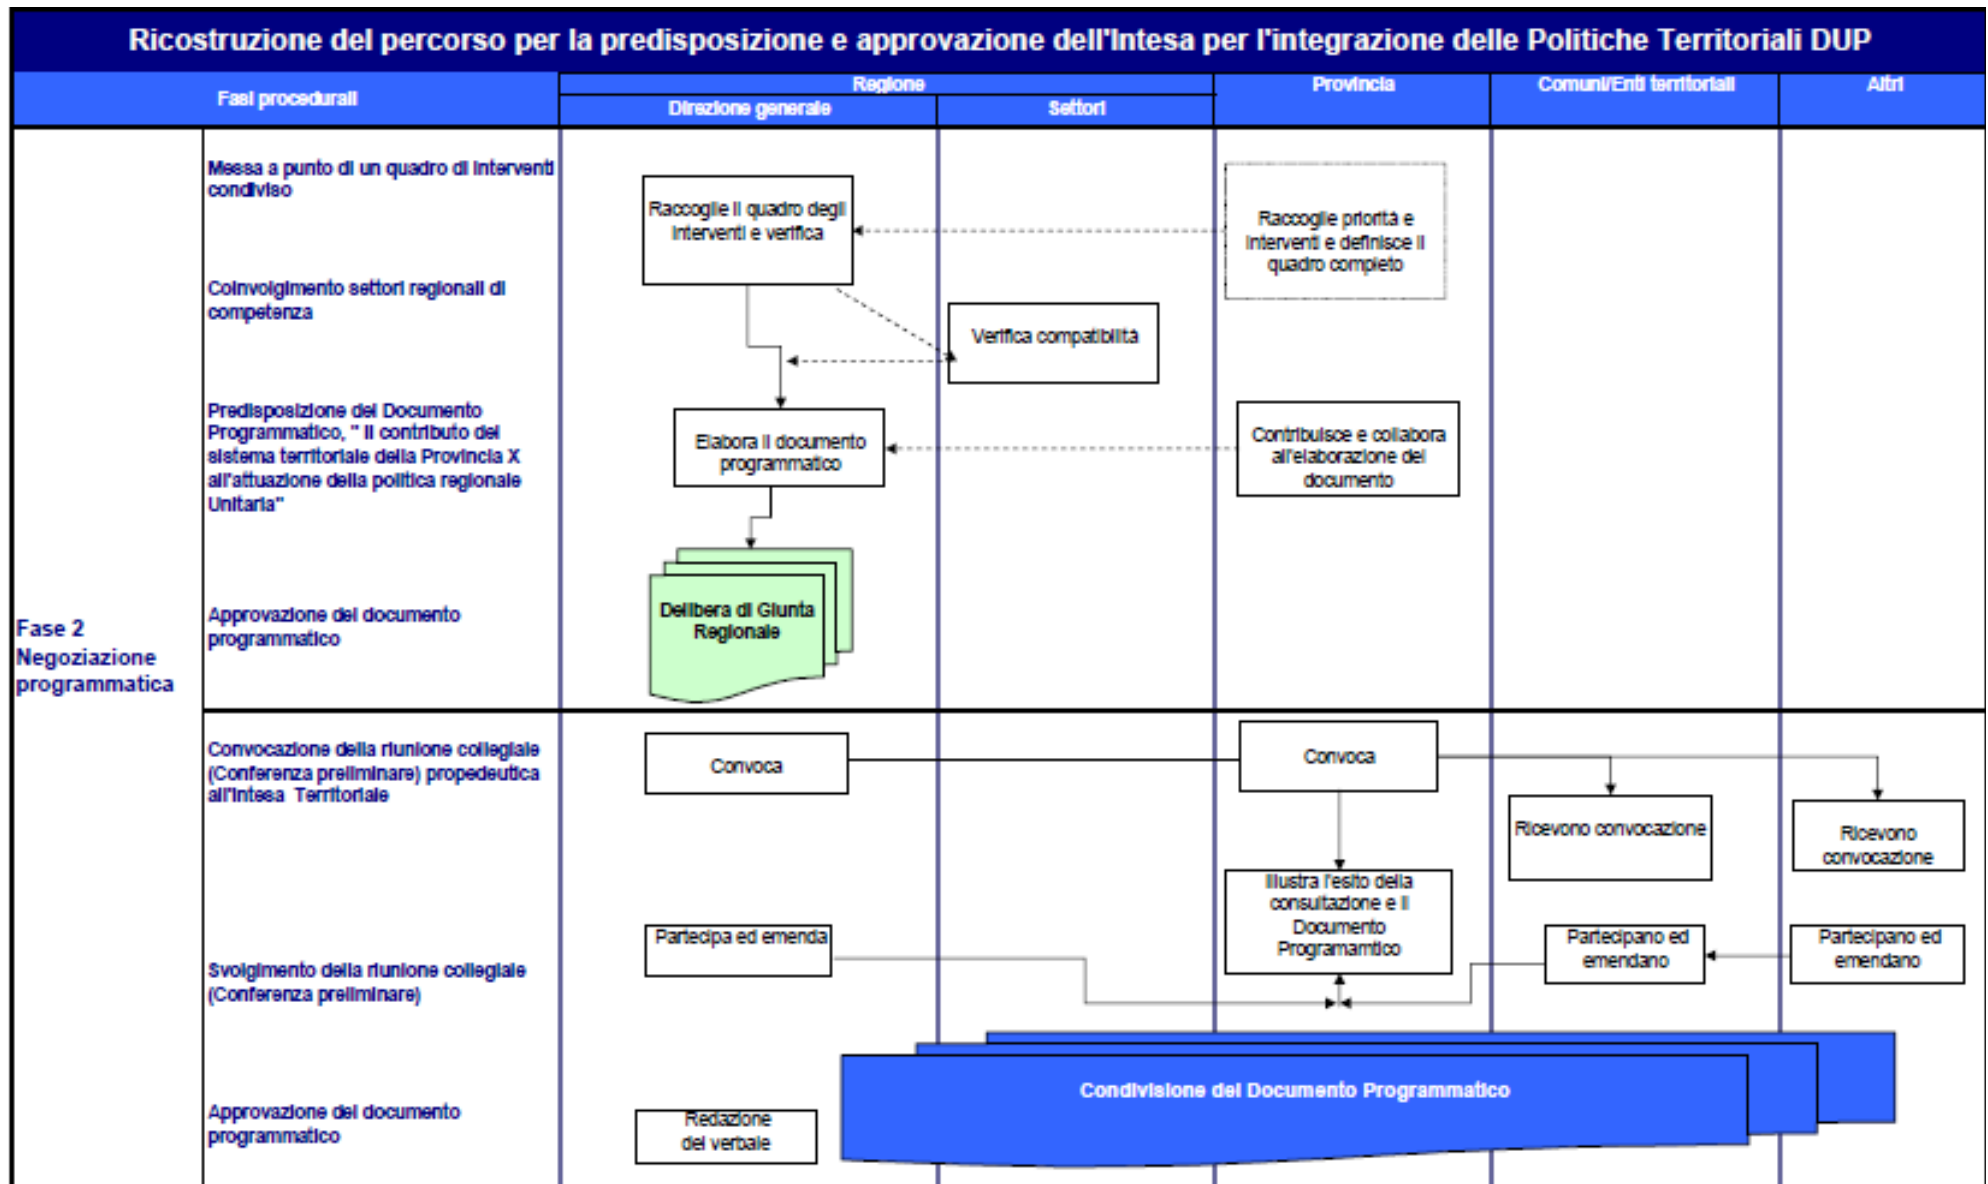 Ricostruzione del percorso per la predisposizione e approvazione dell'Intesa per l'integrazione delle Politiche Territoriali DUP
Fasi procedurali
Regione
Provincia
Comuni/Enti territoriali
Altri
Direzione generale
Settori
Messa a punto di un quadro di interventi
condiviso
Raccoglie il quadro degli
interventi e verifica
Raccoglie priorità e
interventi e definisce il
quadro completo
Coinvolgimento settori regionali di
competenza
Verifica compatibilità
Predisposizione del Documento
Programmatico, " Il contributo del
sistema territoriale della Provincia X
all'attuazione della politica regionale
Unitaria"
Elabora il documento
programmatico
Contribuisce e collabora
all'elaborazione del
documento
Approvazione del documento
programmatico
Delibera di Giunta
Regionale
Fase 2
Negoziazione
programmatica
Convocazione della riunione collegiale
(Conferenza preliminare) propedeutica
all'Intesa Territoriale
Convoca
Convoca
Ricevono convocazione
Ricevono
convocazione
Illustra l'esito della
consultazione e il
Documento
Programamtico
Partecipa ed emenda
Partecipano ed
emendano
Partecipano ed
emendano
Svolgimento della riunione collegiale
(Conferenza preliminare)
Condivisione del Documento Programmatico
Approvazione del documento
programmatico
Redazione
del verbale